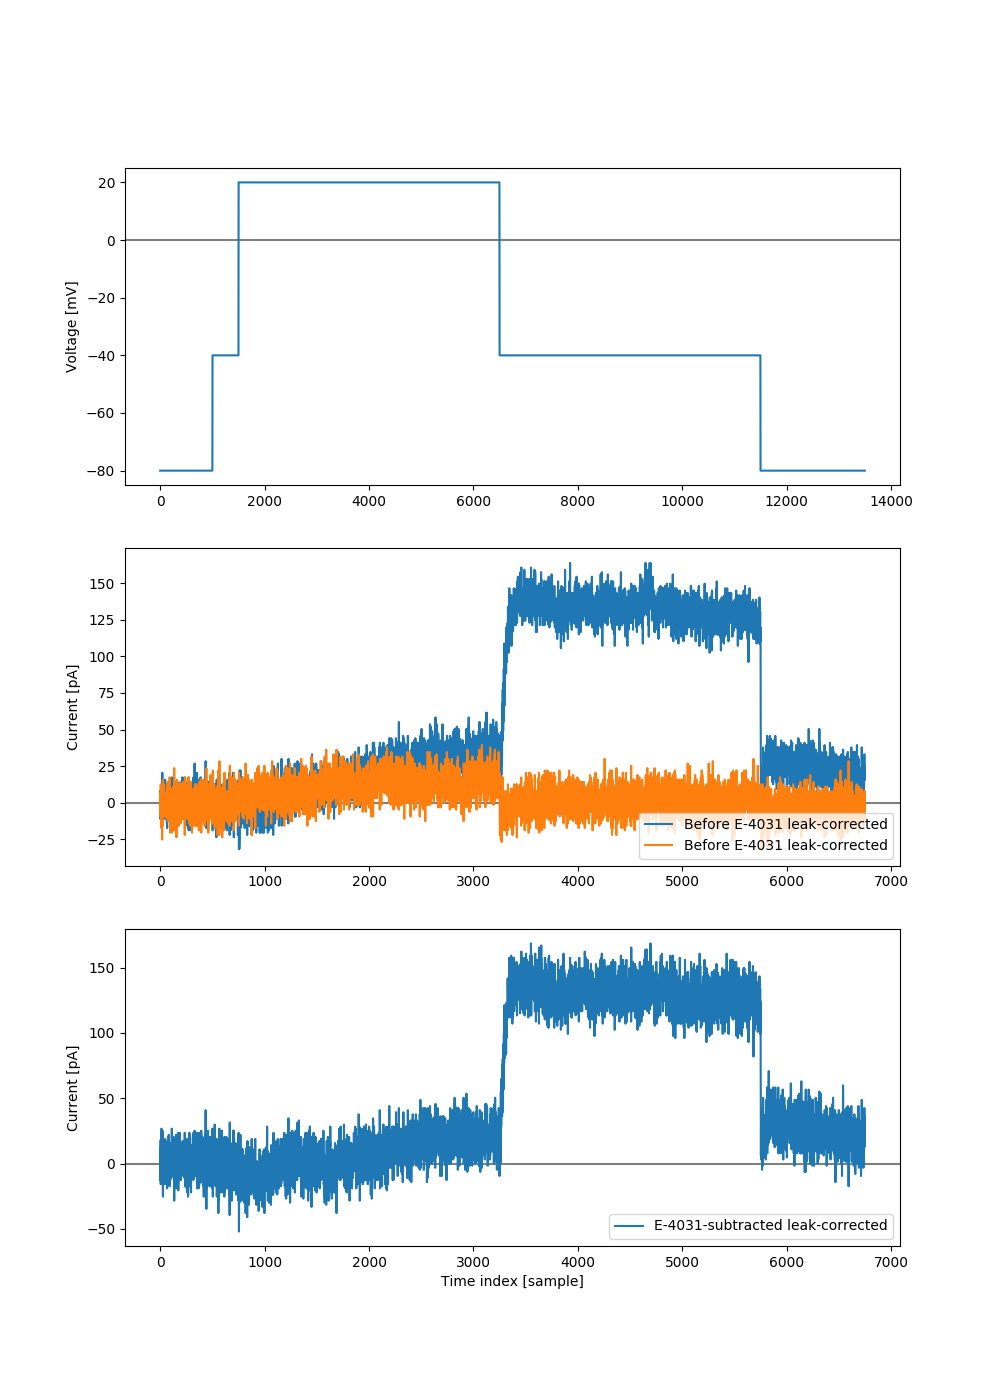 20
0
−20
−40
−60
−80
Voltage [mV]
0 2000 4000 6000 8000 10000 12000 14000
150
125
100
75
50
25
0
−25
Current [pA]
Before E-4031 leak-corrected
Before E-4031 leak-corrected
0 1000 2000 3000 4000 5000 6000 7000
150
100
50
0
−50
Current [pA]
E-4031-subtracted leak-corrected
0 1000 2000 3000 4000 5000 6000 7000
Time index [sample]